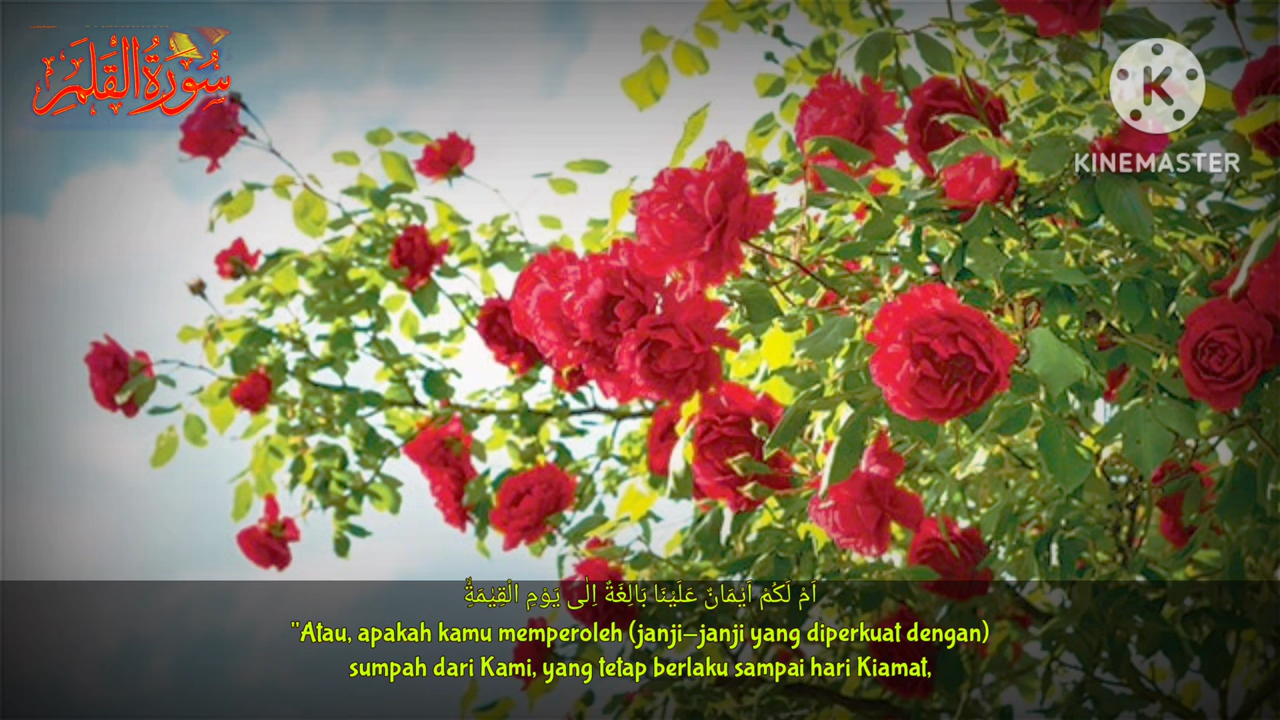 سُورَةُ الْقَلَمِ
K
KINEMASTER
اَمْ لَكُمْ اَيْمَانٌ عَلَيْنَا بَالِغَةٌ اِلٰى يَوْمِ الْقِيٰمَةِۙ
"Atau, apakah kamu memperoleh (janji-janji yang diperkuat dengan)
sumpah dari Kami, yang tetap berlaku sampai hari Kiamat,